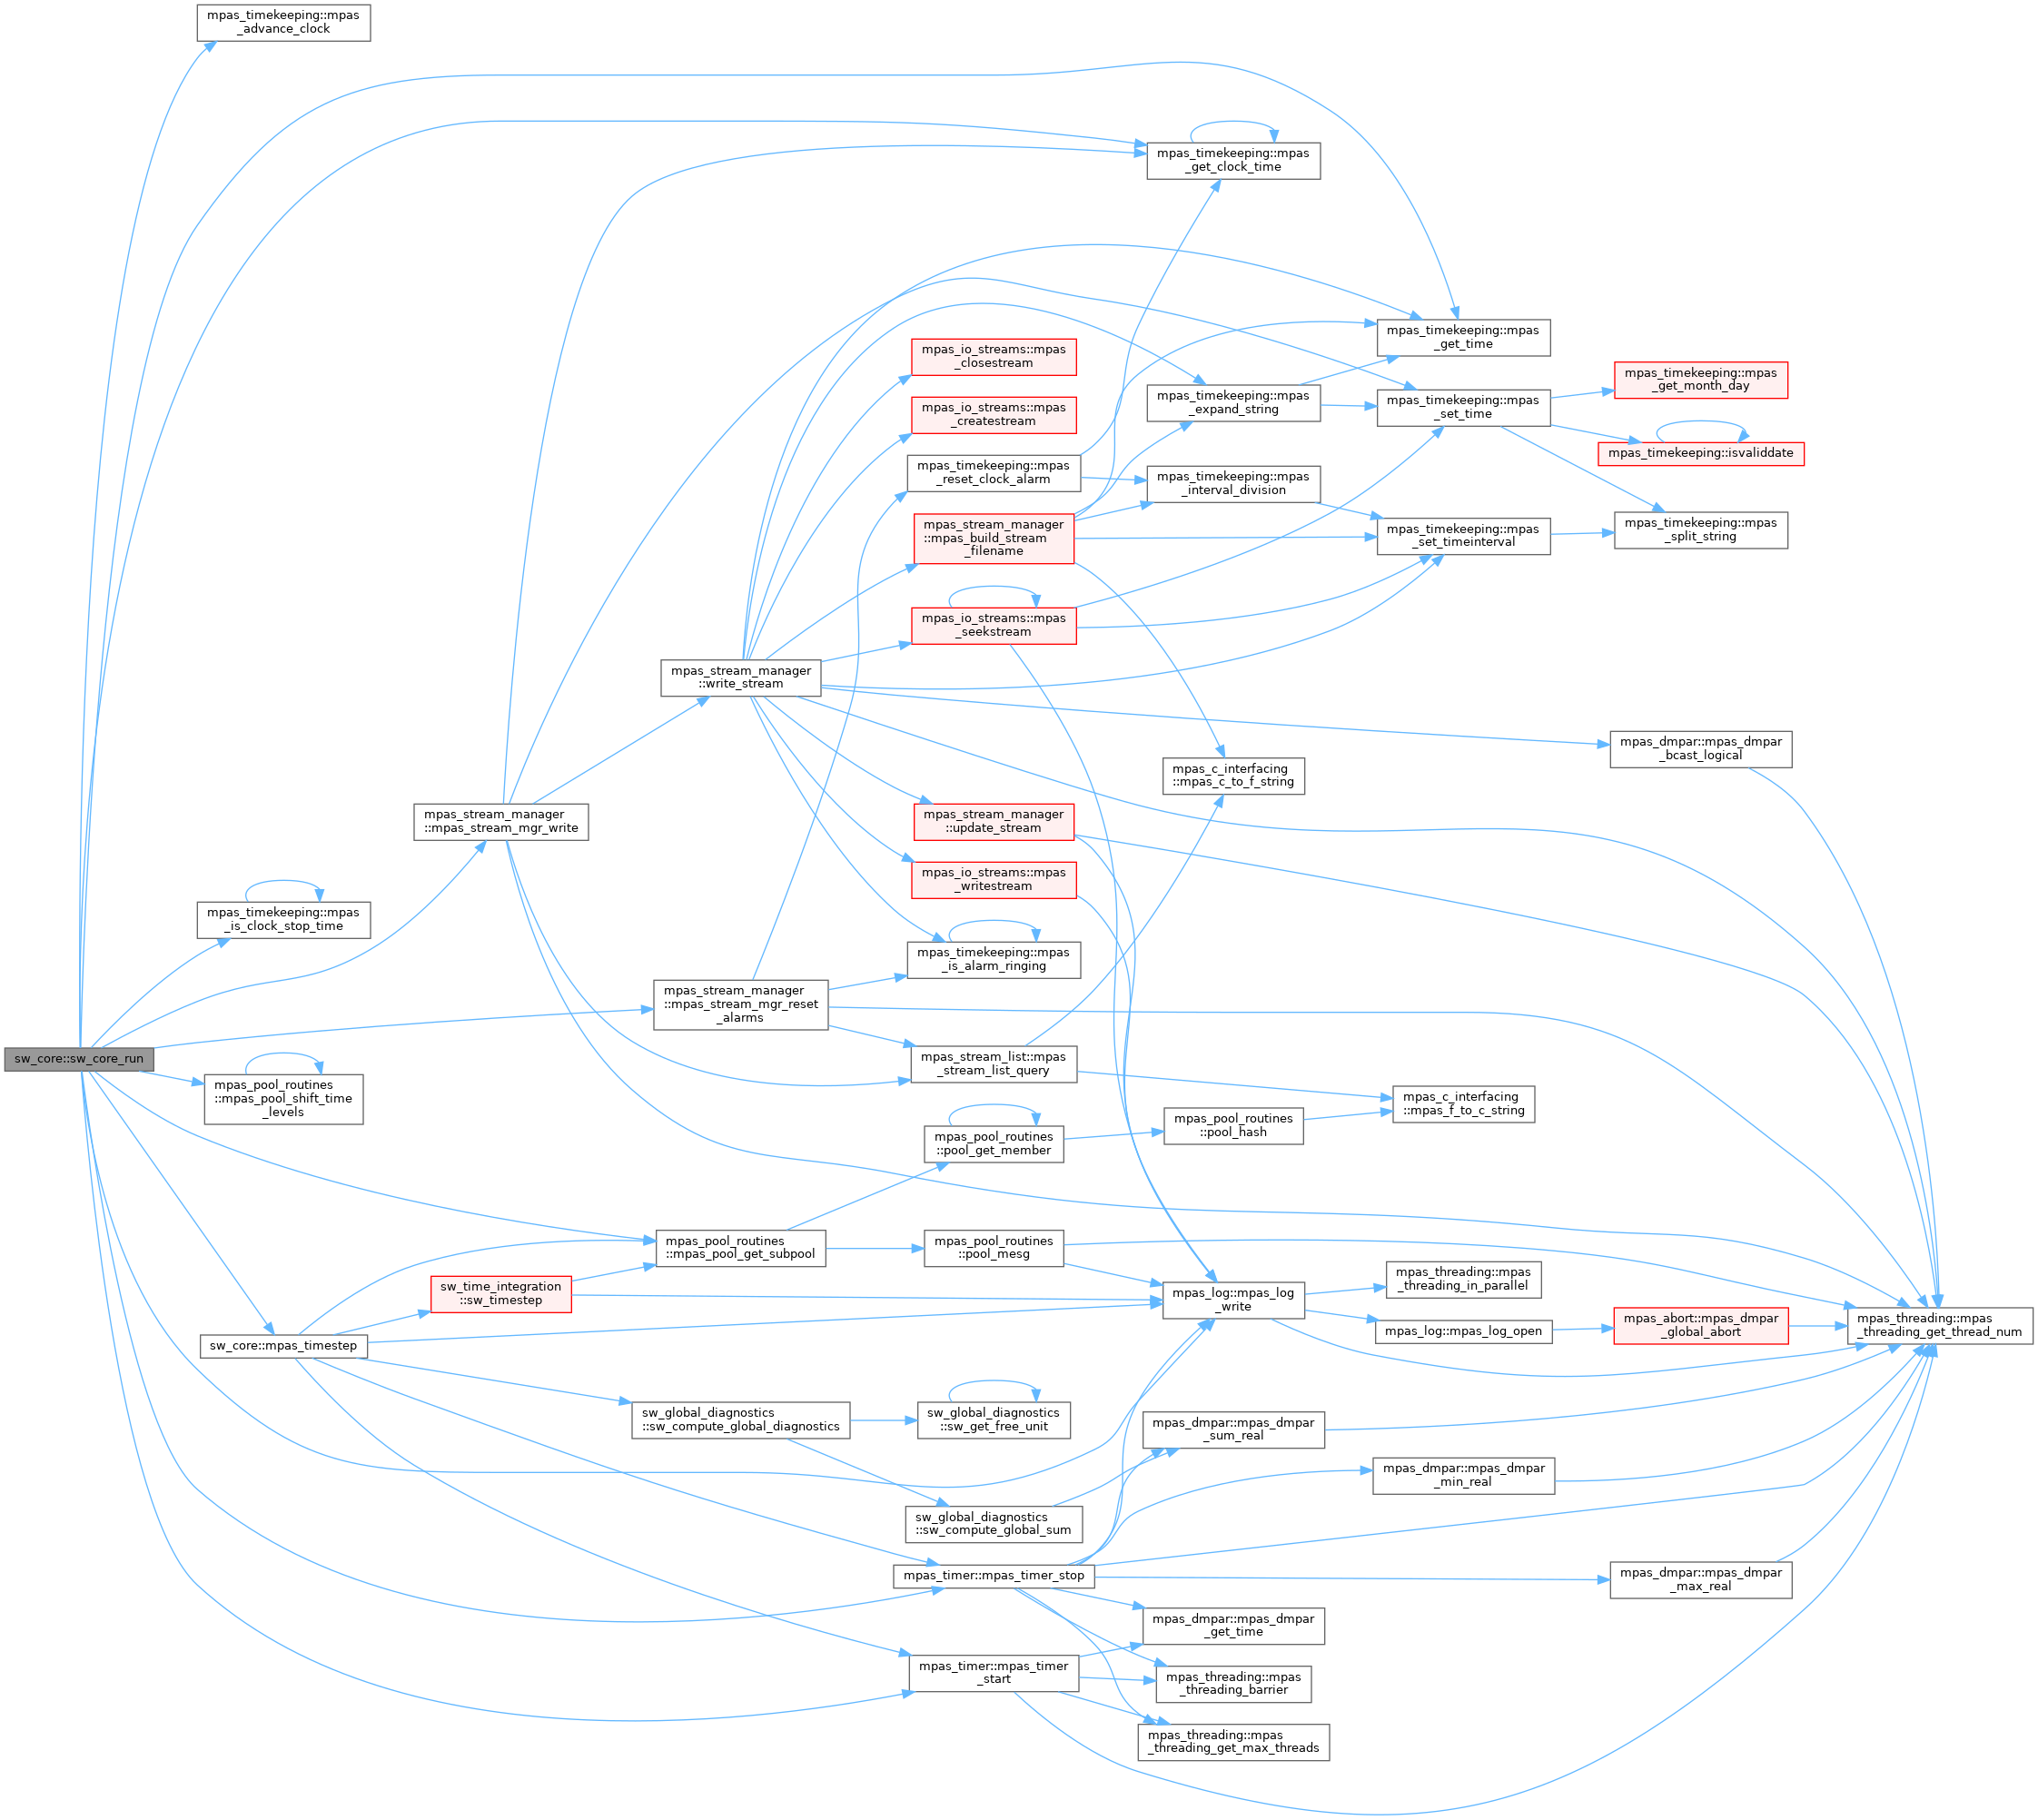 mpas_timekeeping::mpas
_advance_clock
mpas_timekeeping::mpas
_get_clock_time
mpas_timekeeping::mpas
_get_time
mpas_io_streams::mpas
_closestream
mpas_timekeeping::mpas
_get_month_day
mpas_timekeeping::mpas
_expand_string
mpas_timekeeping::mpas
_set_time
mpas_io_streams::mpas
_createstream
mpas_timekeeping::isvaliddate
mpas_timekeeping::mpas
_reset_clock_alarm
mpas_timekeeping::mpas
_interval_division
mpas_stream_manager
::mpas_build_stream
_filename
mpas_timekeeping::mpas
_set_timeinterval
mpas_timekeeping::mpas
_split_string
mpas_io_streams::mpas
_seekstream
mpas_stream_manager
::write_stream
mpas_dmpar::mpas_dmpar
_bcast_logical
mpas_c_interfacing
::mpas_c_to_f_string
mpas_stream_manager
::mpas_stream_mgr_write
mpas_stream_manager
::update_stream
mpas_io_streams::mpas
_writestream
mpas_timekeeping::mpas
_is_clock_stop_time
mpas_timekeeping::mpas
_is_alarm_ringing
mpas_stream_manager
::mpas_stream_mgr_reset
_alarms
sw_core::sw_core_run
mpas_stream_list::mpas
_stream_list_query
mpas_pool_routines
::mpas_pool_shift_time
_levels
mpas_c_interfacing
::mpas_f_to_c_string
mpas_pool_routines
::pool_get_member
mpas_pool_routines
::pool_hash
mpas_pool_routines
::mpas_pool_get_subpool
mpas_pool_routines
::pool_mesg
mpas_threading::mpas
_threading_in_parallel
sw_time_integration
::sw_timestep
mpas_log::mpas_log
_write
mpas_log::mpas_log_open
mpas_abort::mpas_dmpar
_global_abort
mpas_threading::mpas
_threading_get_thread_num
sw_core::mpas_timestep
sw_global_diagnostics
::sw_compute_global_diagnostics
sw_global_diagnostics
::sw_get_free_unit
mpas_dmpar::mpas_dmpar
_sum_real
mpas_dmpar::mpas_dmpar
_min_real
sw_global_diagnostics
::sw_compute_global_sum
mpas_timer::mpas_timer_stop
mpas_dmpar::mpas_dmpar
_max_real
mpas_dmpar::mpas_dmpar
_get_time
mpas_timer::mpas_timer
_start
mpas_threading::mpas
_threading_barrier
mpas_threading::mpas
_threading_get_max_threads